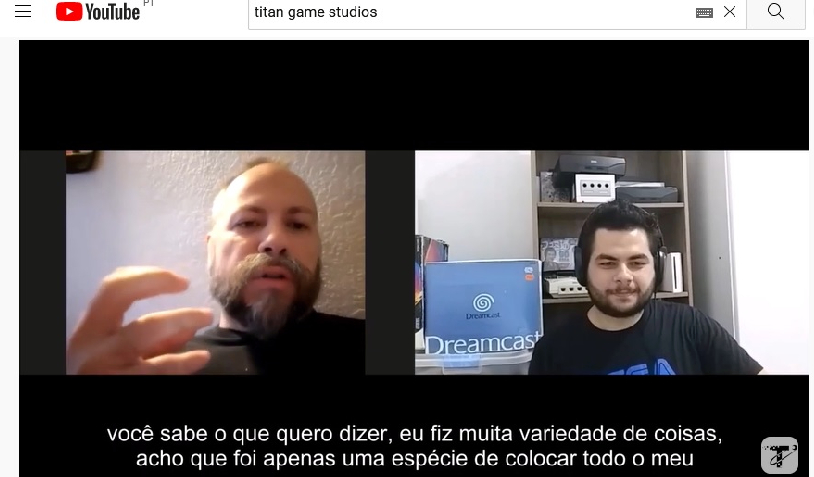 YouTube PT
titan game studios
Dreamcast
Dreamcast
você sabe o que quero dizer, eu fiz muita variedade de coisas,
acho que foi apenas uma espécie de colocar todo o meu